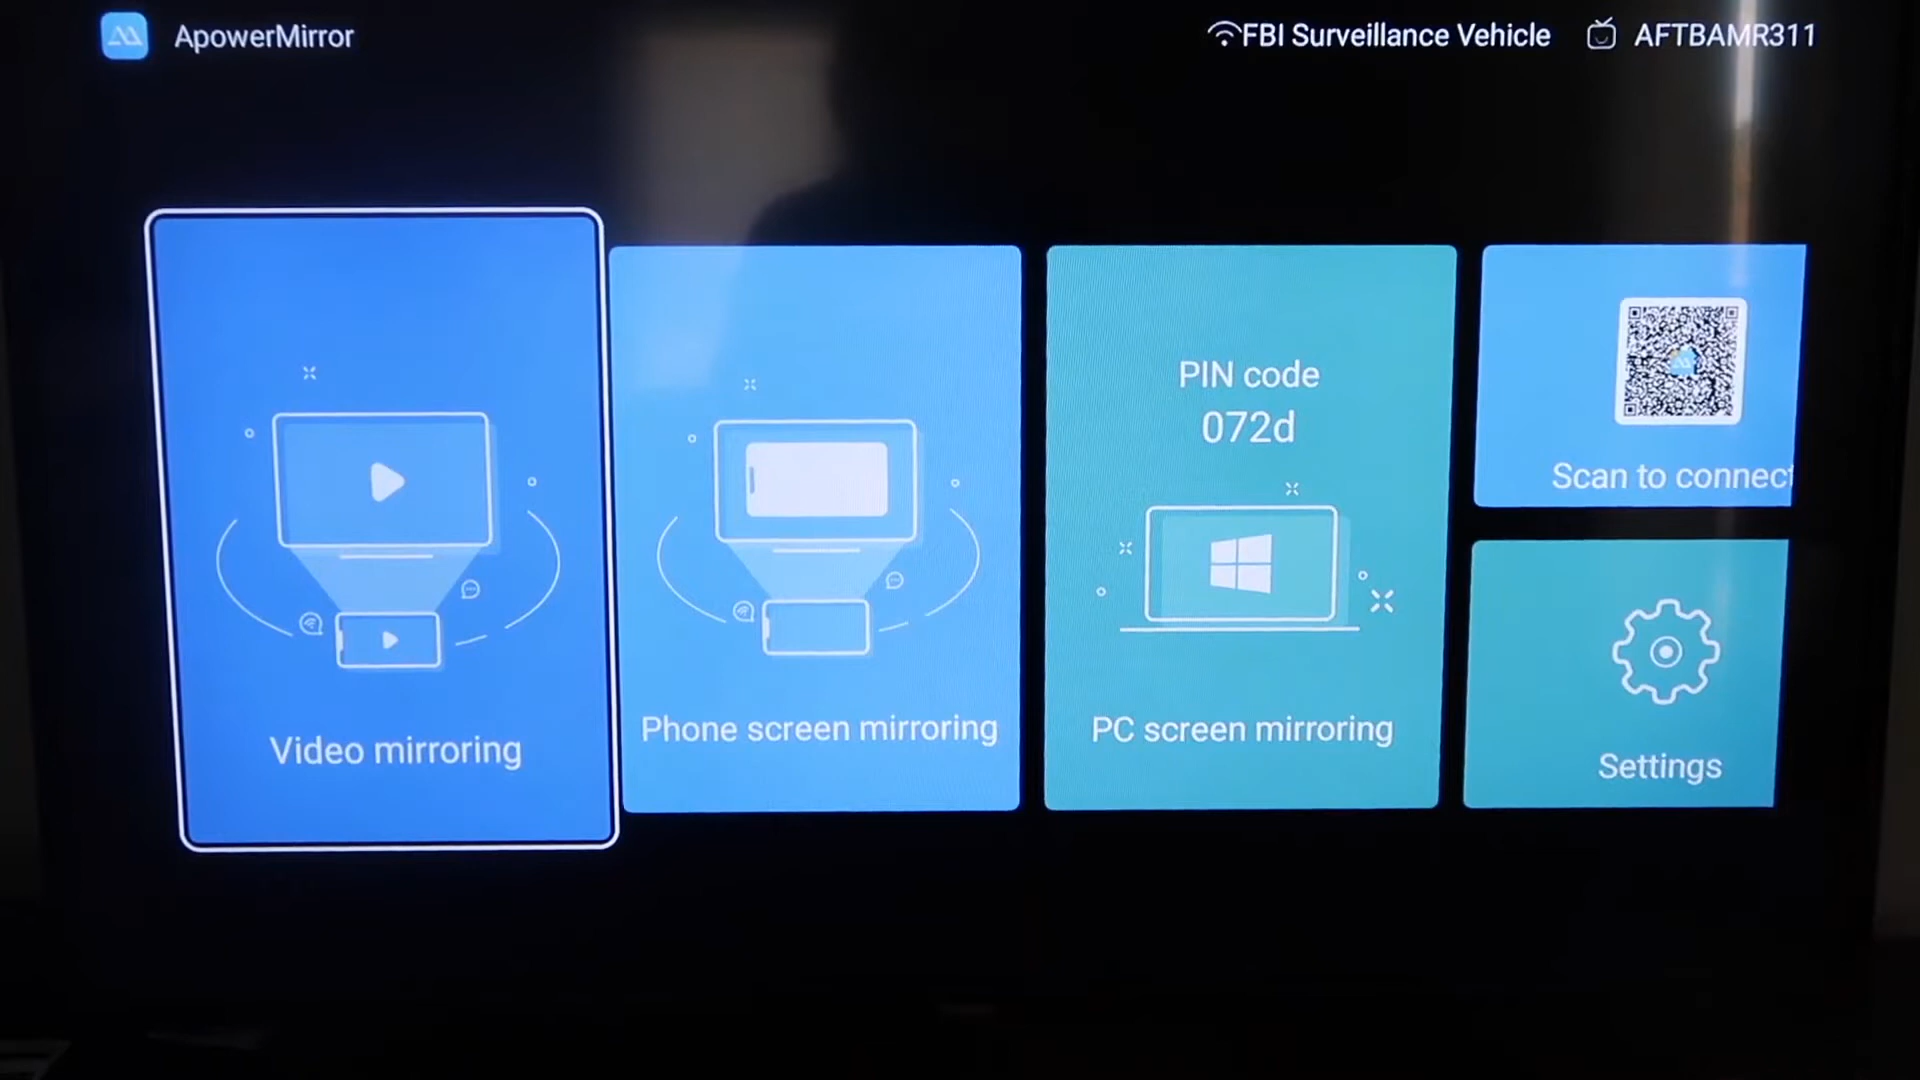 ApowerMirror
FBI Surveillance Vehicle
AFTBAMR311
Video mirroring
Phone screen mirroring
PIN code
072d
PC screen mirroring
Scan to connect
Settings